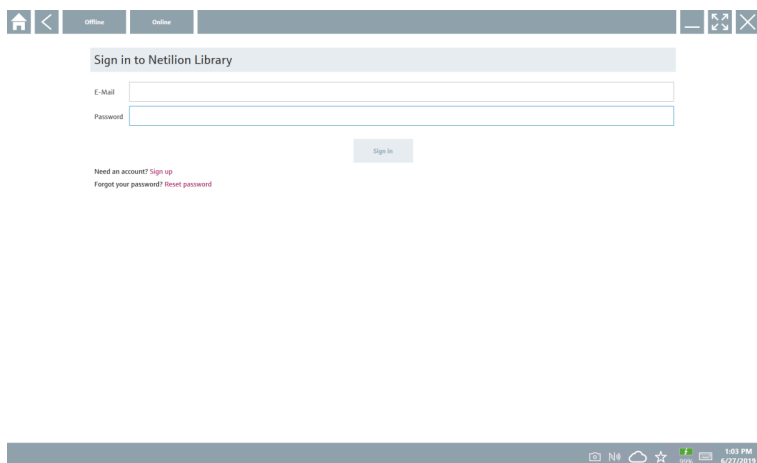 Offline Online
Sign in to Netilion Library
E-Mail
Password
Sign in
Need an account? Sign up
Forgot your password? Reset password
99% 1:03 PM
6/27/2019